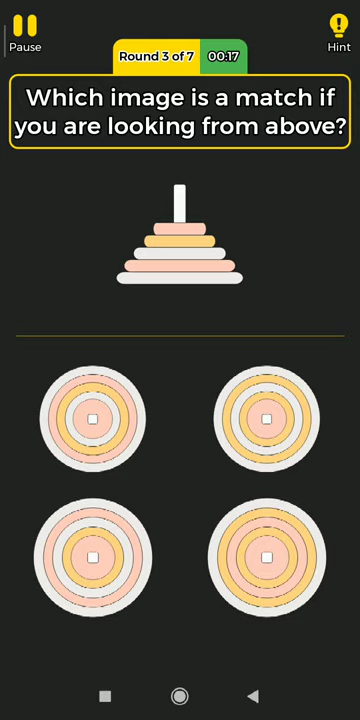 Pause
Round 3 of 7
00:17
Hint
Which image is a match if
you are looking from above?